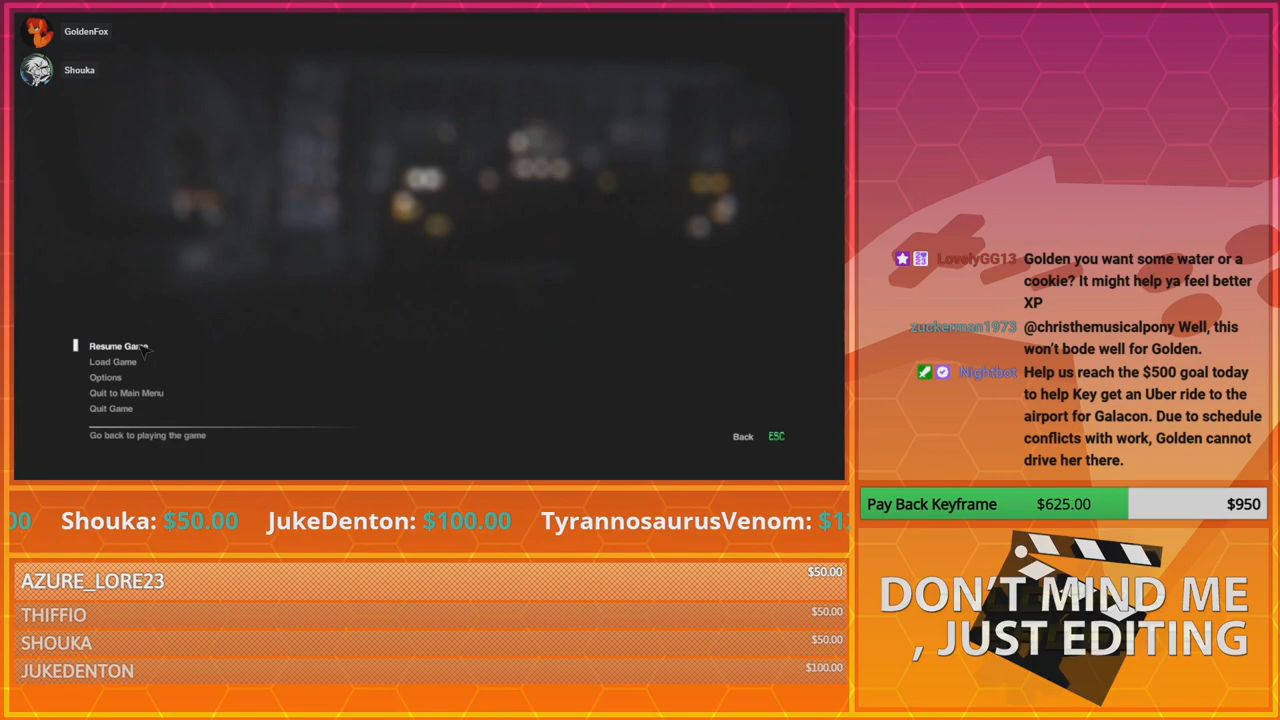 GoldenFox
Shouka
Resume Game
Load Game
Options
Quit to Main Menu
Quit Game
Go back to playing the game
Back ESC
LovelyGG13 Golden you want some water or a
cookie? It might help ya feel better
XP
zuckerman1973 @christhemusicalpony Well, this
won't bode well for Golden.
Nightbot Help us reach the $500 goal today
to help Key get an Uber ride to the
airport for Galacon. Due to schedule
conflicts with work, Golden cannot
drive her there.
Pay Back Keyframe $625.00 $950
00 Shouka: $50.00 JukeDenton: $100.00 TyrannosaurusVenom:
AZURE_LORE23 $50.00
THIFFIO $50.00
SHOUKA $50.00
JUKEDENTON $100.00
DON'T MIND ME
, JUST EDITING